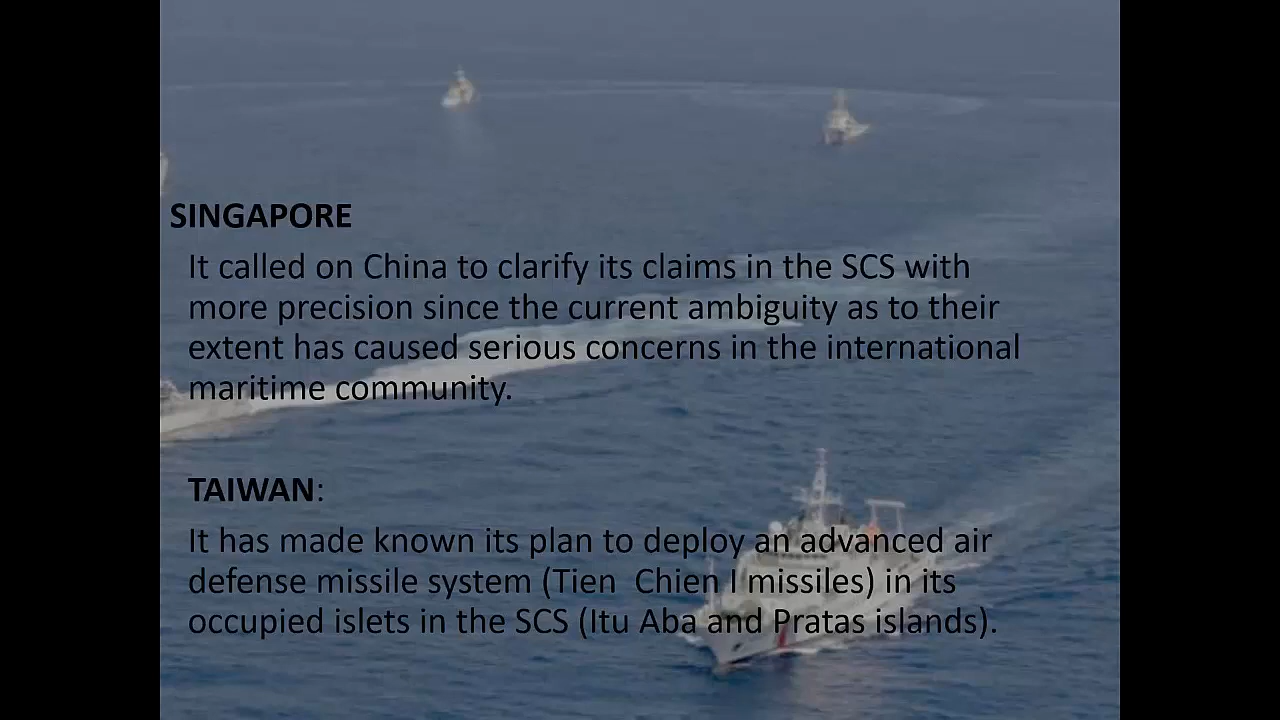 SINGAPORE
It called on China to clarify its claims in the SCS with
more precision since the current ambiguity as to their
extent has caused serious concerns in the international
maritime community.
TAIWAN:
It has made known its plan to deploy an advanced air
defense missile system (Tien  Chien I missiles) in its
occupied islets in the SCS (Itu Aba and Pratas islands).